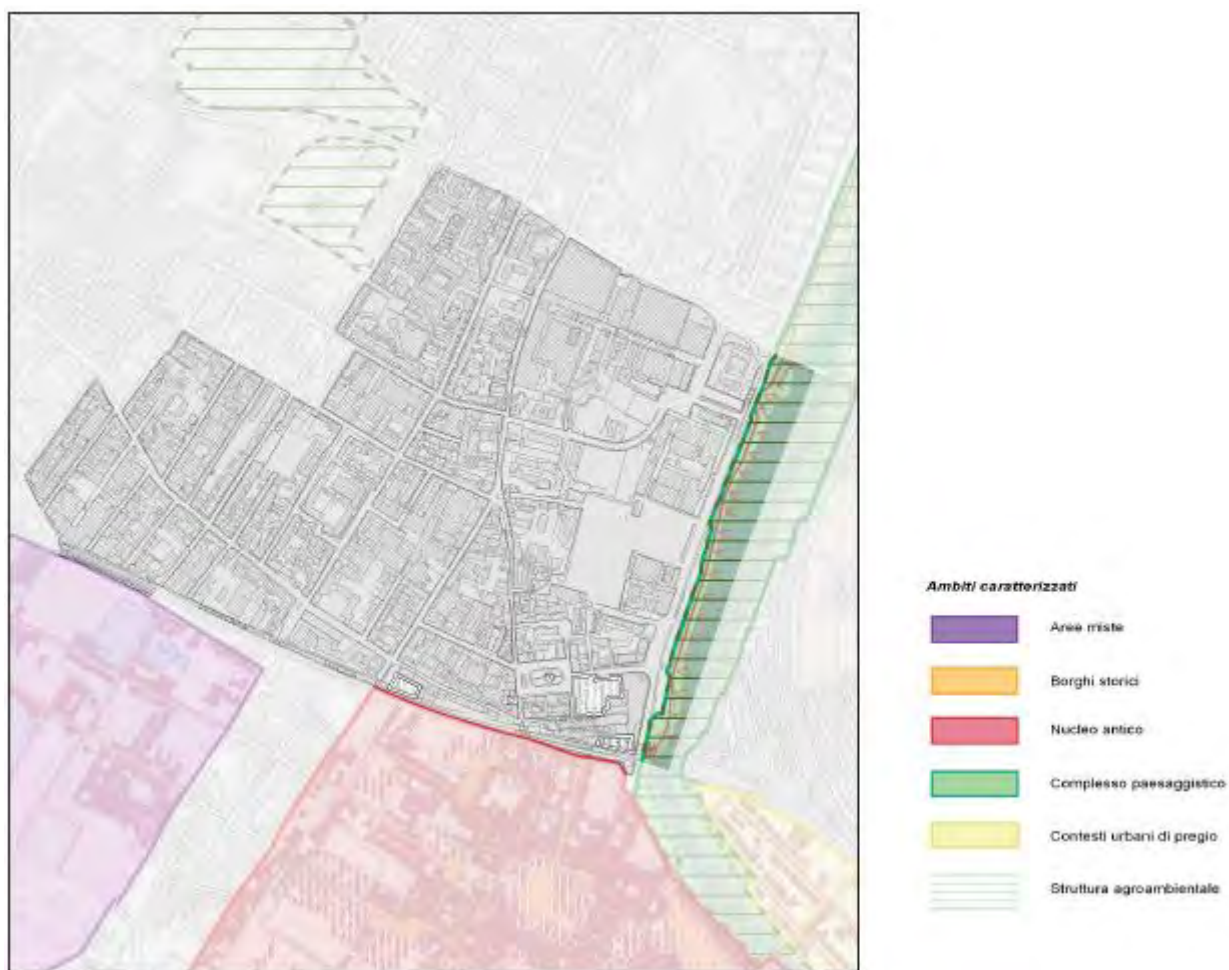 Ambiti caratterizzati
Aree miste
Borghi storici
Nucleo antico
Complesso paesaggistico
Contesti urbani di pregio
Struttura agroambientale